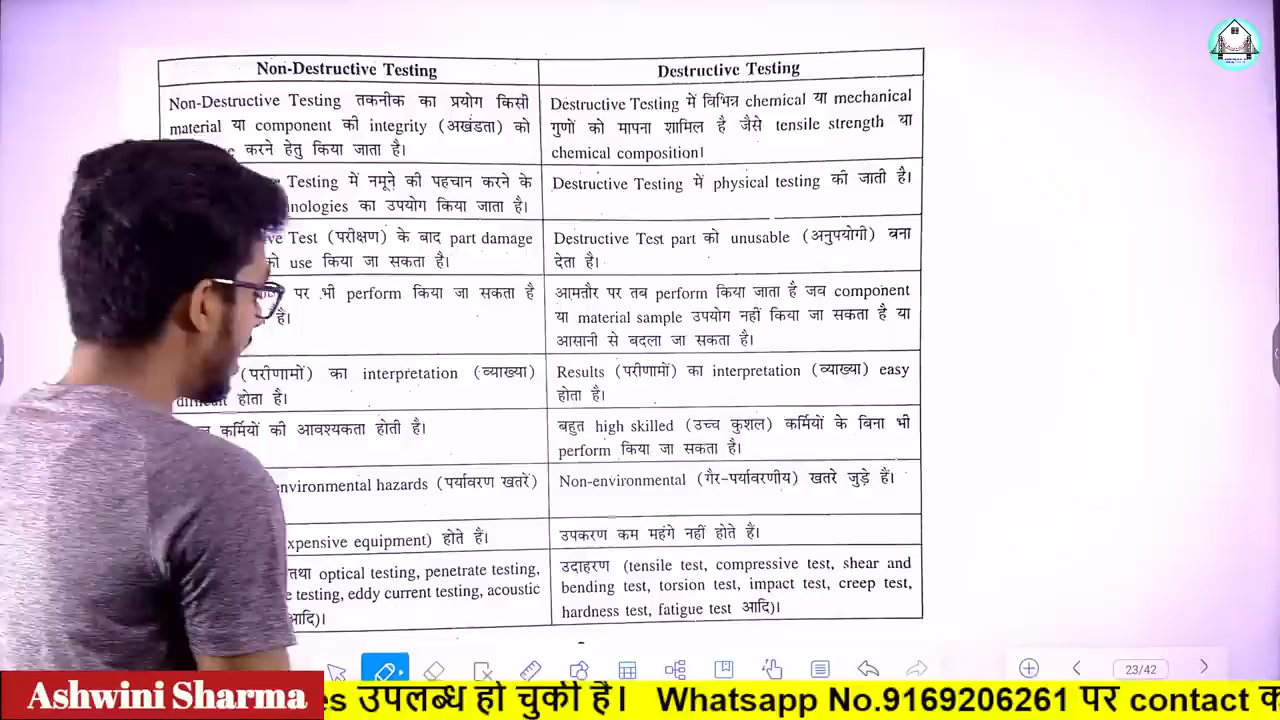 Non-Destructive Testing
Destructive Testing
Non-Destructive Testing तकनीक का प्रयोग किसी
material या component की integrity (अखंडता) को
करने हेतु किया जाता है।
Destructive Testing में विभिन्न chemical या mechanical
गुणों को मापना शामिल है जैसे tensile strength या
chemical composition।
Testing में नमूने की पहचान करने के
का उपयोग किया जाता है।
Destructive Testing में physical testing की जाती है।
Test (परीक्षण) के बाद part damage
use किया जा सकता है।
Destructive Test part को unusable (अनुपयोगी) बना
देता है।
पर भी perform किया जा सकता है
है।
आमतौर पर तब perform किया जाता है जब component
या material sample उपयोग नहीं किया जा सकता है या
आसानी से बदला जा सकता है।
(परीणामों) का interpretation (व्याख्या)
होता है।
Results (परीणामों) का interpretation (व्याख्या) easy
होता है।
कर्मियों की आवश्यकता होती है।
बहुत high skilled (उच्च कुशल) कर्मियों के बिना भी
perform किया जा सकता है।
environmental hazards (पर्यावरण खतरें)
Non-environmental (गैर-पर्यावरणीय) खतरे जुड़े हैं।
expensive equipment) होते हैं।
उपकरण कम महंगे नहीं होते हैं।
तथा optical testing, penetrate testing,
testing, eddy current testing, acoustic
आदि)।
उदाहरण (tensile test, compressive test, shear and
bending test, torsion test, impact test, creep test,
hardness test, fatigue test आदि)।
23/42
Ashwini Sharma
es उपलब्ध हो चुकी है। Whatsapp No.9169206261 पर contact क